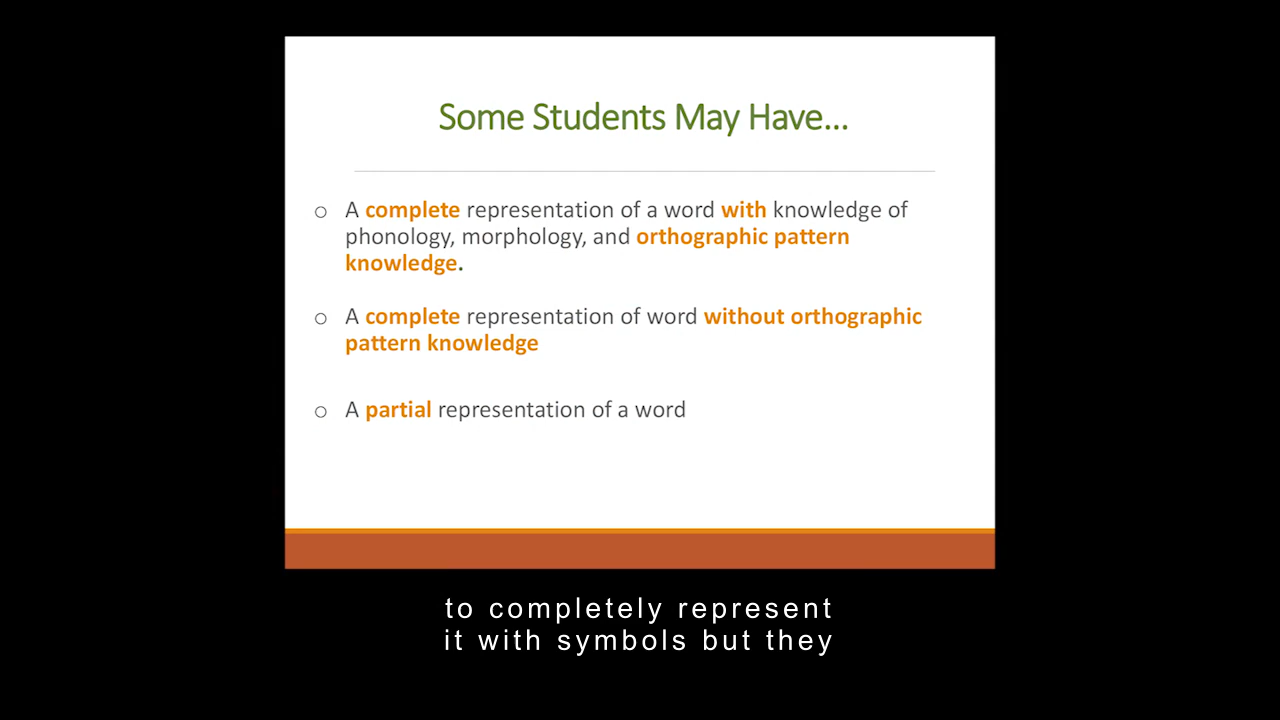 Some Students May Have...
o A complete representation of a word with knowledge of
phonology, morphology, and orthographic pattern
knowledge.
o A complete representation of word without orthographic
pattern knowledge
o A partial representation of a word
to completely represent
it with symbols but they